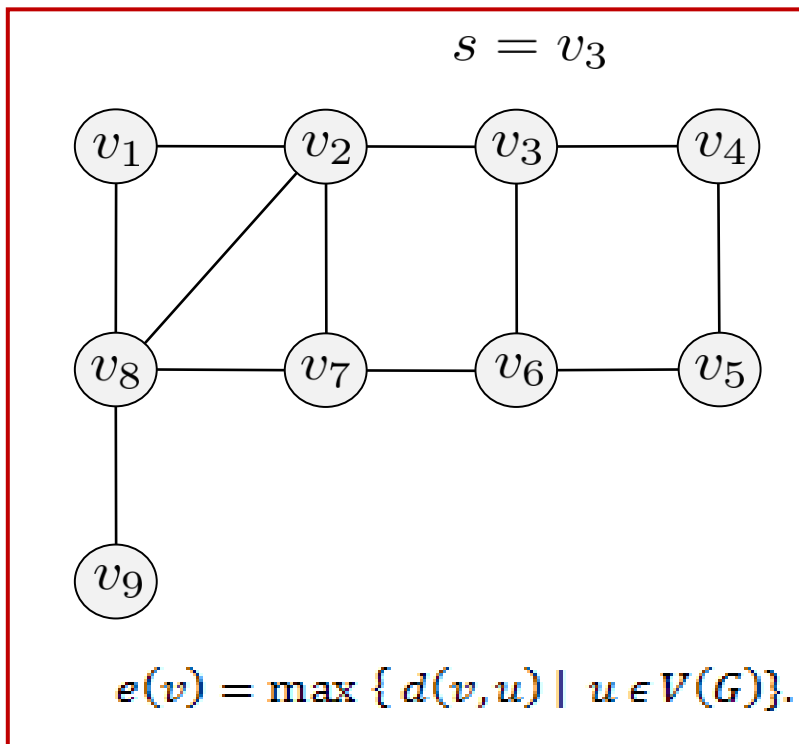 s = v₃
v₁ v₂ v₃ v₄
v₈ v₇ v₆ v₅
v₉
e(v) = max { d(v,u) | u ϵ V(G)}.